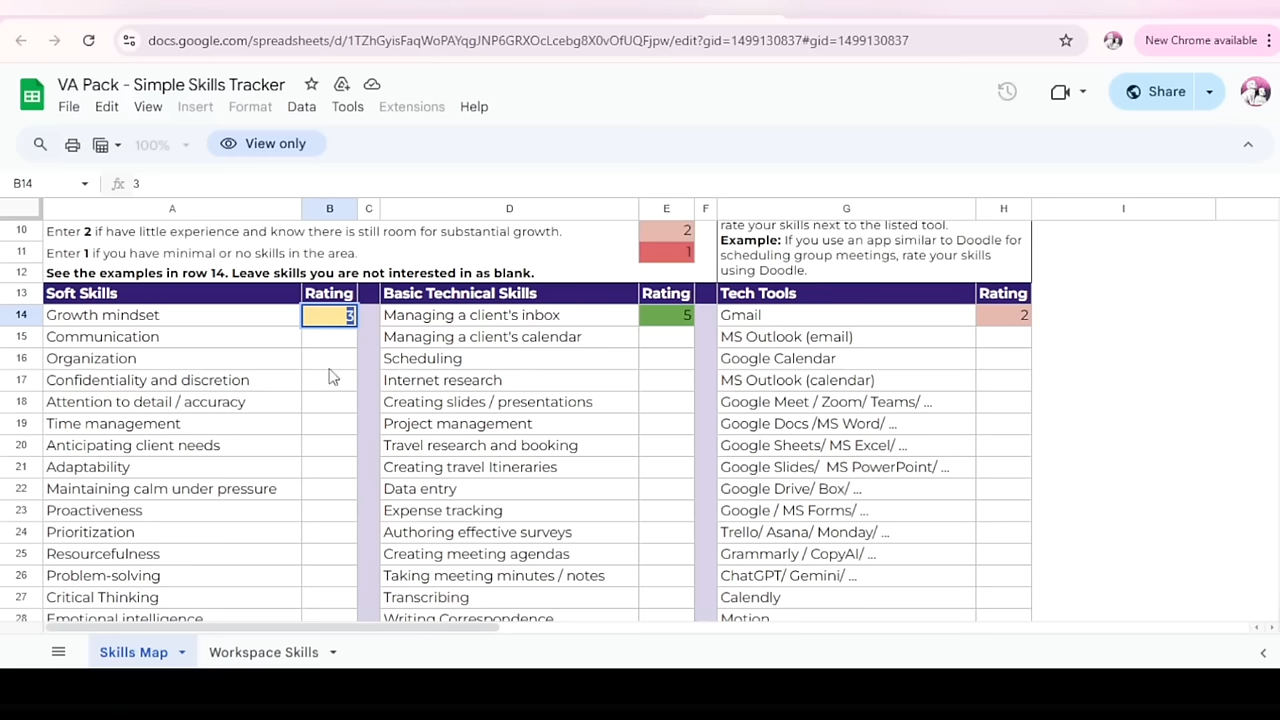 docs.google.com/spreadsheets/d/1TZhGyisFaqWoPAYqgJNP6GRXOcLcebg8X0vOfUQFjpw/edit?gid=1499130837#gid=1499130837
New Chrome available
VA Pack - Simple Skills Tracker
File Edit View Insert Format Data Tools Extensions Help
Share
100%
View only
B14
fx 3
A B C D E F G H I
10 Enter 2 if have little experience and know there is still room for substantial growth. 2
rate your skills next to the listed tool.
11 Enter 1 if you have minimal or no skills in the area. 1
Example: If you use an app similar to Doodle for
scheduling group meetings, rate your skills
12 See the examples in row 14. Leave skills you are not interested in as blank.
using Doodle.
13 Soft Skills Rating Basic Technical Skills Rating Tech Tools Rating
14 Growth mindset 3 Managing a client's inbox 5 Gmail 2
15 Communication Managing a client's calendar MS Outlook (email)
16 Organization Scheduling Google Calendar
17 Confidentiality and discretion Internet research MS Outlook (calendar)
18 Attention to detail / accuracy Creating slides / presentations Google Meet / Zoom/ Teams/ ...
19 Time management Project management Google Docs /MS Word/ ...
20 Anticipating client needs Travel research and booking Google Sheets/ MS Excel/ ...
21 Adaptability Creating travel Itineraries Google Slides/ MS PowerPoint/ ...
22 Maintaining calm under pressure Data entry Google Drive/ Box/ ...
23 Proactiveness Expense tracking Google / MS Forms/ ...
24 Prioritization Authoring effective surveys Trello/ Asana/ Monday/ ...
25 Resourcefulness Creating meeting agendas Grammarly / CopyAI/ ...
26 Problem-solving Taking meeting minutes / notes ChatGPT/ Gemini/ ...
27 Critical Thinking Transcribing Calendly
28 Emotional intelligence Writing Correspondence Motion
Skills Map Workspace Skills